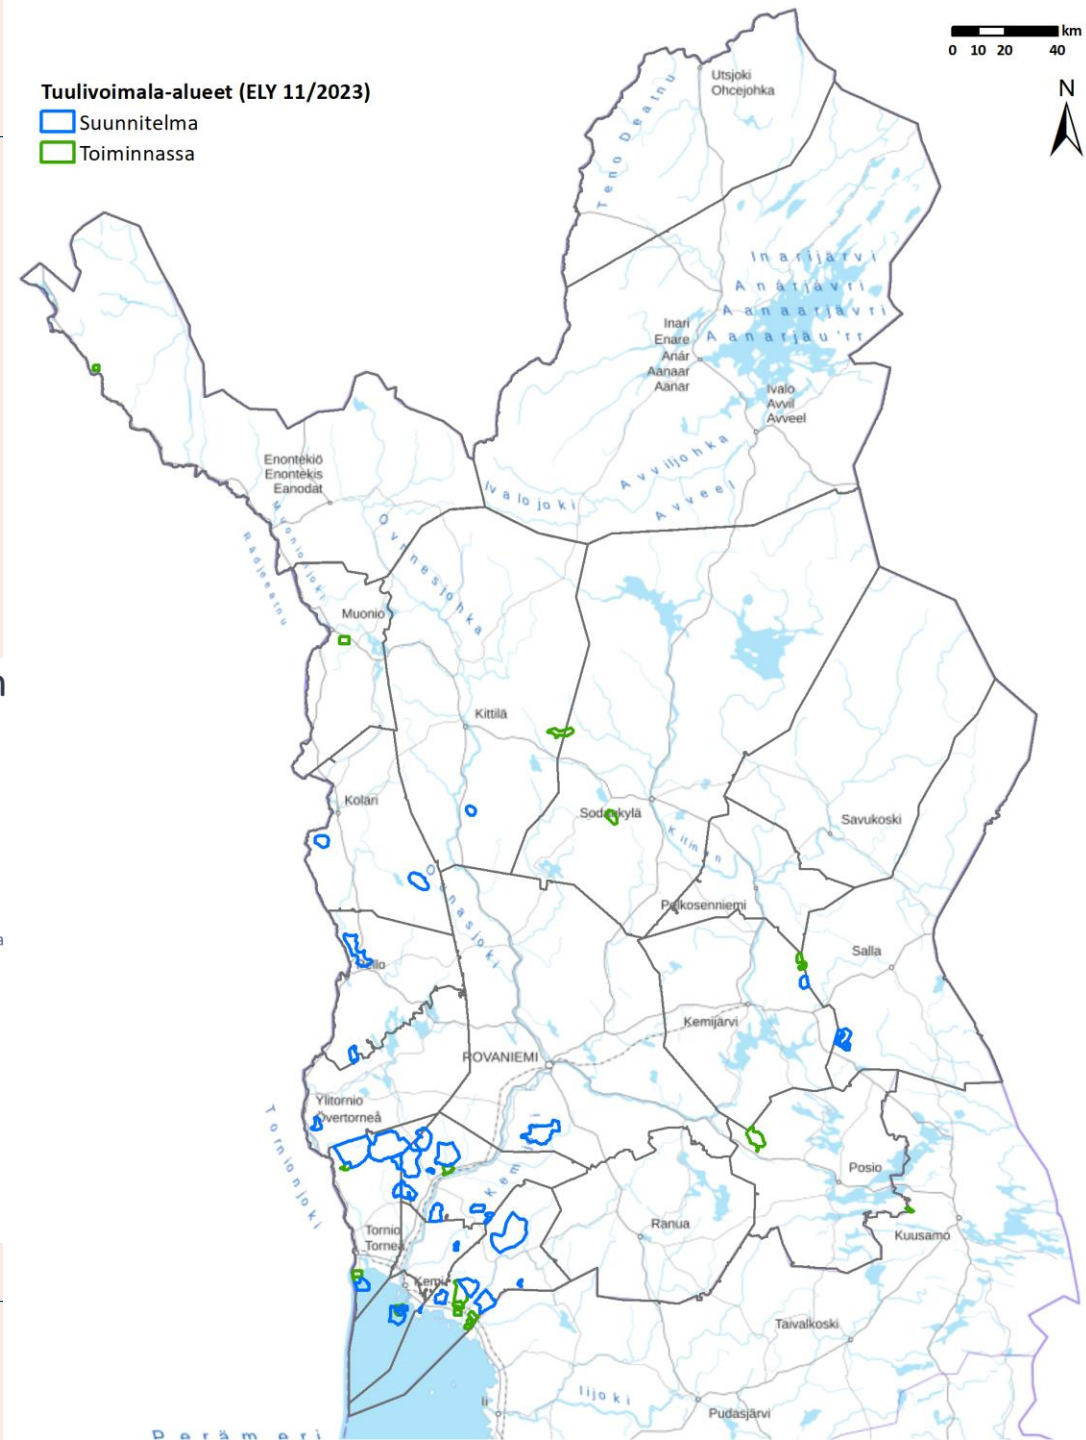 Tuulivoimala-alueet (ELY 11/2023)
Suunnitelma
Toiminnassa
km
0 10 20 40
N
Utsjoki
Ohcejohka
Teno Deatnu
Inarijärvi
Anárjávri
Aanaarjävri
Aanarjäu'rr
Inari
Enare
Anár
Aanaar
Aanar
Ivalo
Avvil
Avveel
Avviljohka
Avveel
Ivalojoki
Enontekiö
Enontekis
Eanodat
Muoniojoki
Ovnnesjohka
Muonio
Kittilä
Kolari
Sodankylä
Kitinen
Savukoski
Pelkosenniemi
Ounasjoki
Pello
Salla
Kemijärvi
ROVANIEMI
Ylitornio
Övertorneå
Tornionjoki
Kemijoki
Posio
Ranua
Kuusamo
Tornio
Torneå
Kemi
Taivalkoski
Iijoki
Ii
Pudasjärvi
Perämeri